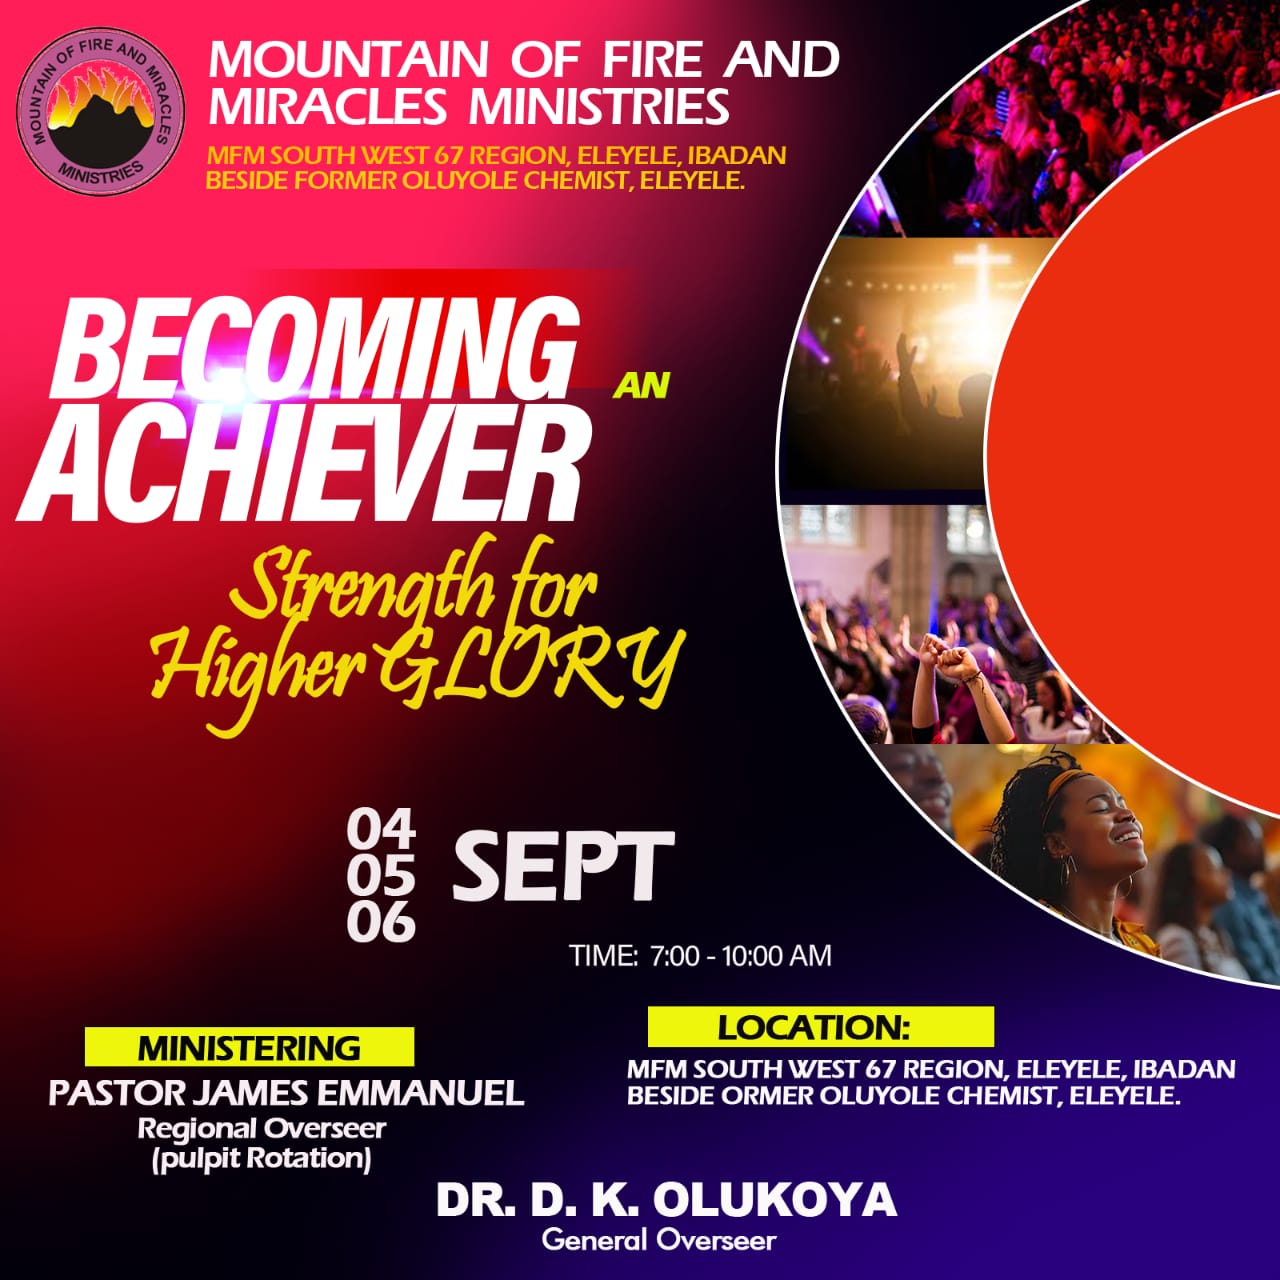 MOUNTAIN OF FIRE AND MIRACLES
MINISTRIES
MOUNTAIN OF FIRE AND
MIRACLES MINISTRIES
MFM SOUTH WEST 67 REGION, ELEYELE, IBADAN
BESIDE FORMER OLUYOLE CHEMIST, ELEYELE.
BECOMING AN
ACHIEVER
Strength for
Higher GLORY
04
05
06
SEPT
TIME: 7:00 - 10:00 AM
MINISTERING
PASTOR JAMES EMMANUEL
Regional Overseer
(pulpit Rotation)
LOCATION:
MFM SOUTH WEST 67 REGION, ELEYELE, IBADAN
BESIDE ORMER OLUYOLE CHEMIST, ELEYELE.
DR. D. K. OLUKOYA
General Overseer